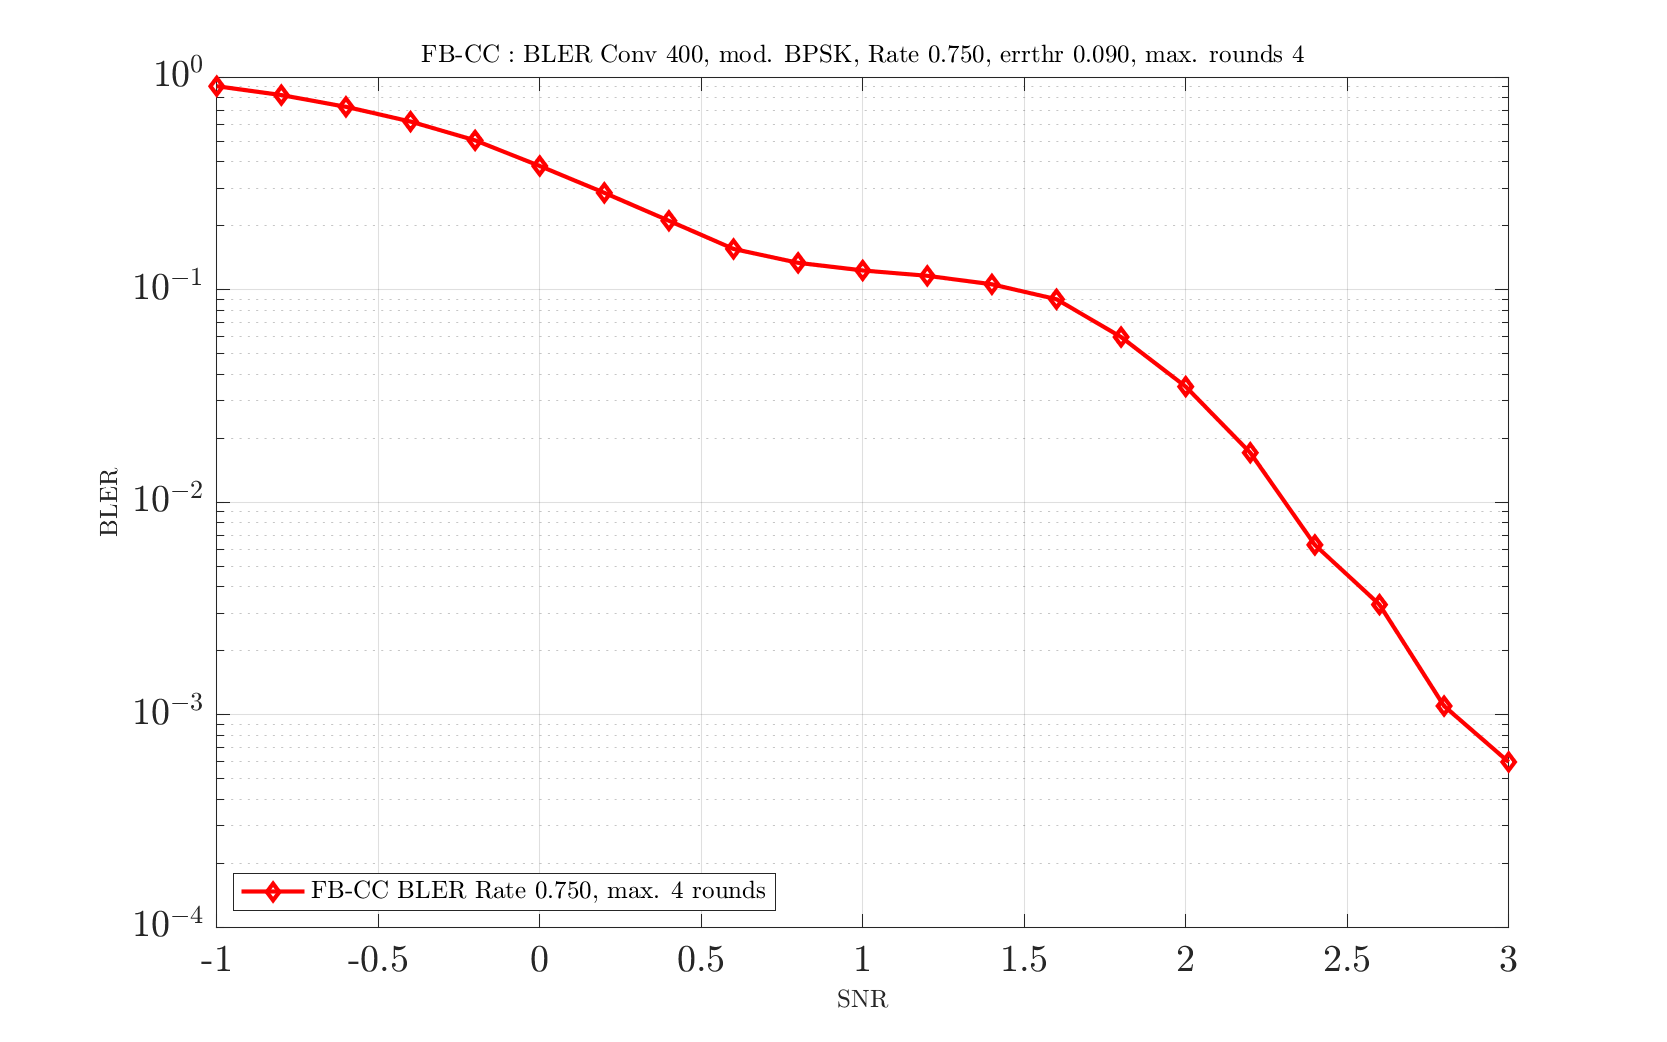 FB-CC : BLER Conv 400, mod. BPSK, Rate 0.750, errthr 0.090, max. rounds 4
10^0
10^-1
10^-2
10^-3
10^-4
BLER
FB-CC BLER Rate 0.750, max. 4 rounds
-1 -0.5 0 0.5 1 1.5 2 2.5 3
SNR